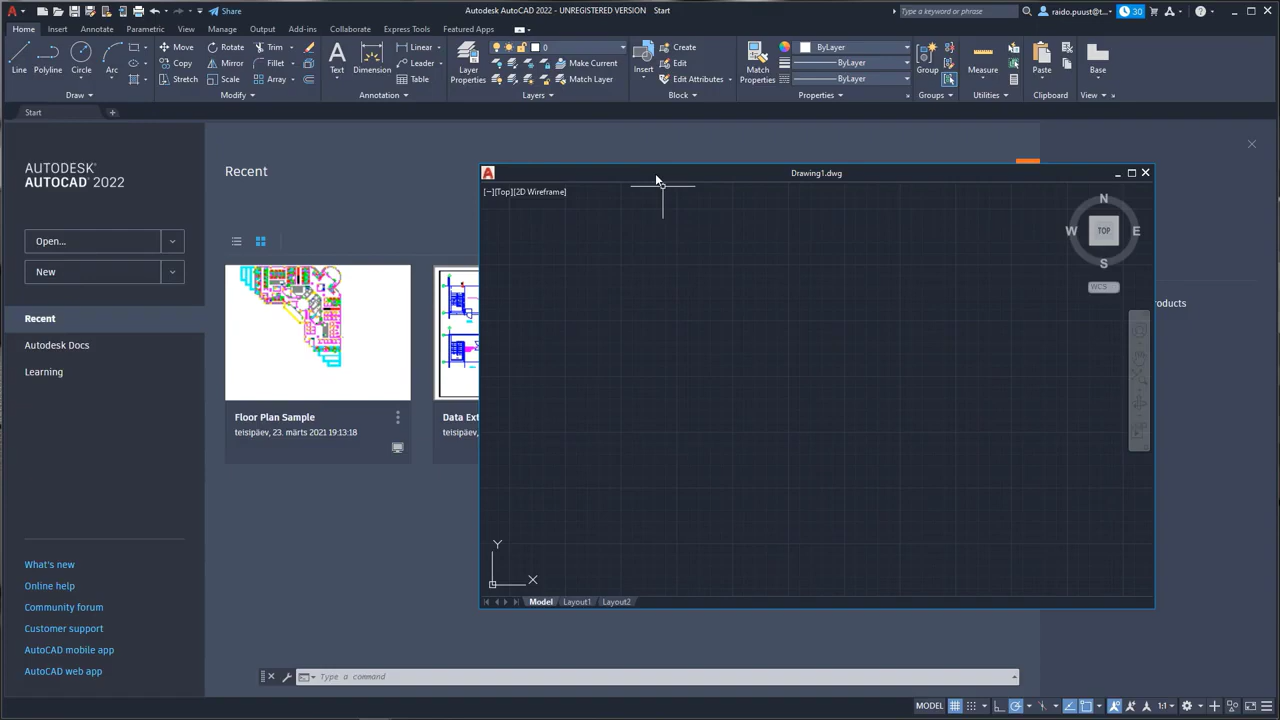 Share
Autodesk AutoCAD 2022 - UNREGISTERED VERSION Start
Type a keyword or phrase
raido.puust@t...
30
Home Insert Annotate Parametric View Manage Output Add-ins Collaborate Express Tools Featured Apps
Line Polyline Circle Arc
Move Rotate Trim
Copy Mirror Fillet
Stretch Scale Array
Text Dimension
Linear
Leader
Table
Layer Properties
0
Make Current
Match Layer
Insert
Create
Edit
Edit Attributes
Match Properties
ByLayer
ByLayer
ByLayer
Group Measure Paste Base
Draw Modify Annotation Layers Block Properties Groups Utilities Clipboard View
Start
AUTODESK®
AUTOCAD® 2022
Open...
New
Recent
Autodesk Docs
Learning
Recent
Floor Plan Sample
teisipäev, 23. märts 2021 19:13:18
Data Ext
teisipäev,
Drawing1.dwg
[−][Top][2D Wireframe]
N
W TOP E
S
WCS
roducts
Y
X
Model Layout1 Layout2
What's new
Online help
Community forum
Customer support
AutoCAD mobile app
AutoCAD web app
Type a command
MODEL 1:1